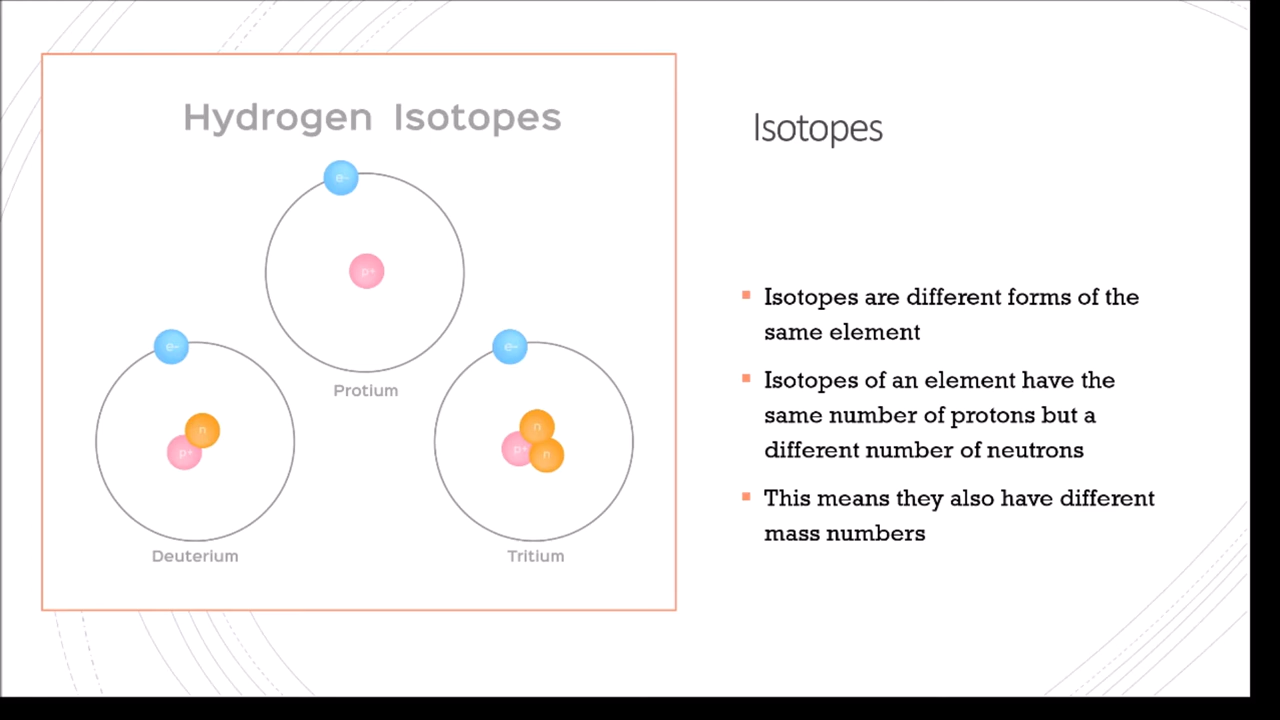 Hydrogen Isotopes
e-
p+
Protium
e-
n
p+
Deuterium
e-
n
p+
n
Tritium
Isotopes
Isotopes are different forms of the
same element
Isotopes of an element have the
same number of protons but a
different number of neutrons
This means they also have different
mass numbers